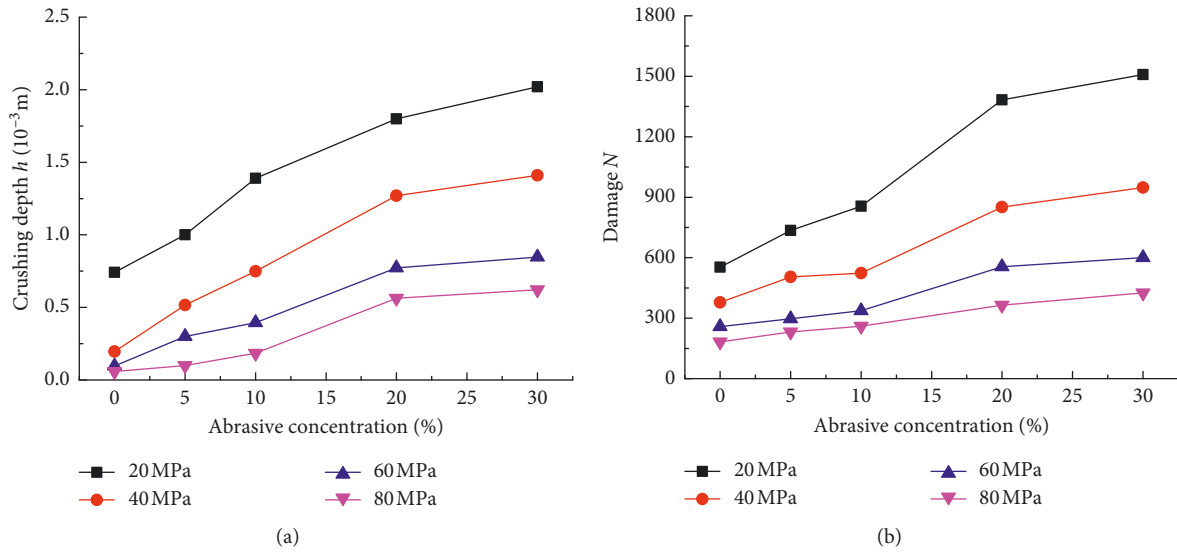 2.5
2.0
1.5
1.0
0.5
0.0
Crushing depth h (10⁻³m)
0 5 10 15 20 25 30
Abrasive concentration (%)
20 MPa
40 MPa
60 MPa
80 MPa
(a)
1800
1500
1200
900
600
300
0
Damage N
0 5 10 15 20 25 30
Abrasive concentration (%)
20 MPa
40 MPa
60 MPa
80 MPa
(b)